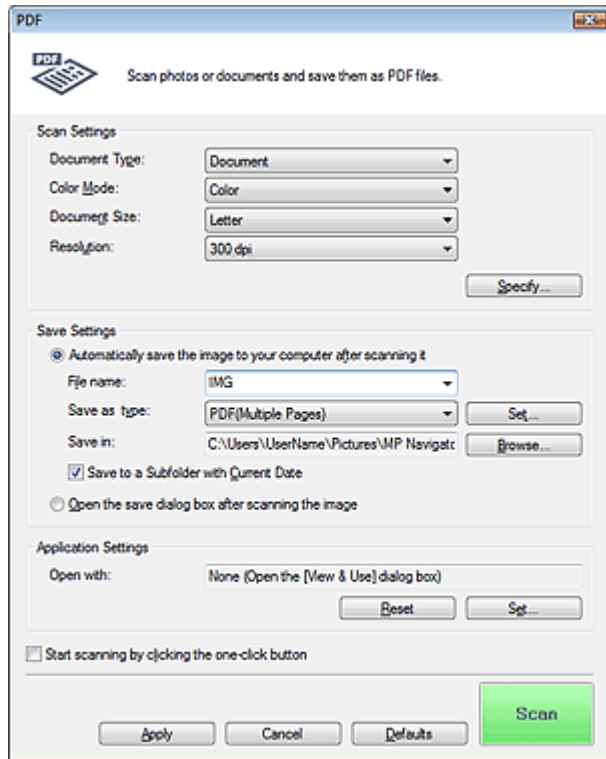 PDF
PDF
Scan photos or documents and save them as PDF files.
Scan Settings
Document Type: Document
Color Mode: Color
Document Size: Letter
Resolution: 300 dpi
Specify...
Save Settings
Automatically save the image to your computer after scanning it
File name: IMG
Save as type: PDF(Multiple Pages) Set...
Save in: C:\Users\UserName\Pictures\MP Navigato Browse...
Save to a Subfolder with Current Date
Open the save dialog box after scanning the image
Application Settings
Open with: None (Open the [View & Use] dialog box)
Reset Set...
Start scanning by clicking the one-click button
Scan
Apply Cancel Defaults